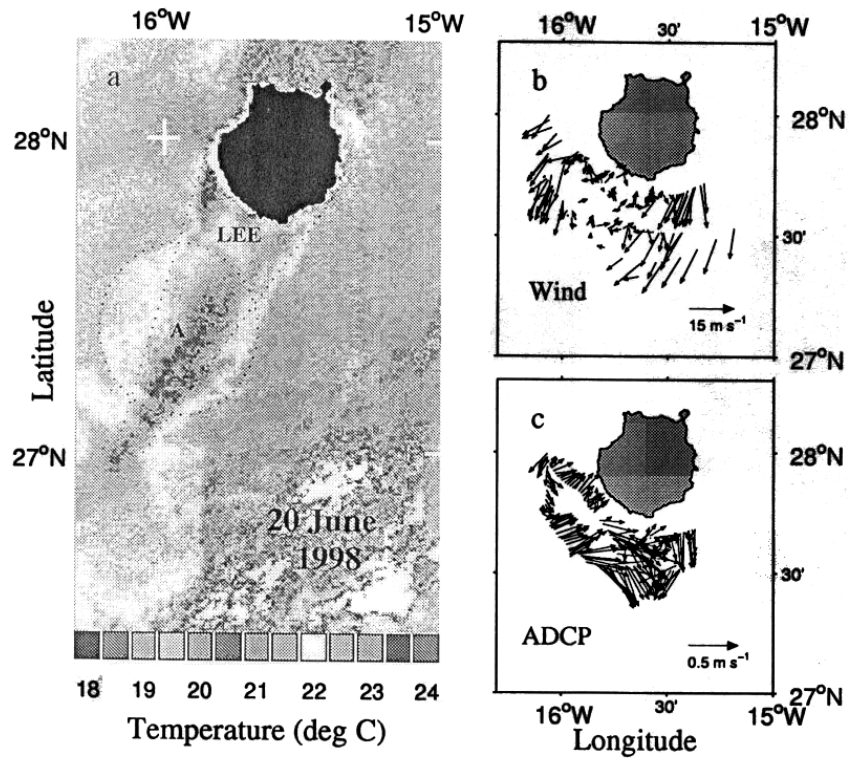 16°W 15°W
a
28°N
LEE
A
Latitude
27°N
20 June
1998
18 19 20 21 22 23 24
Temperature (deg C)
16°W 30' 15°W
b
28°N
30'
Wind
15 m s⁻¹
27°N
c
28°N
30'
ADCP
0.5 m s⁻¹
27°N
16°W 30' 15°W
Longitude